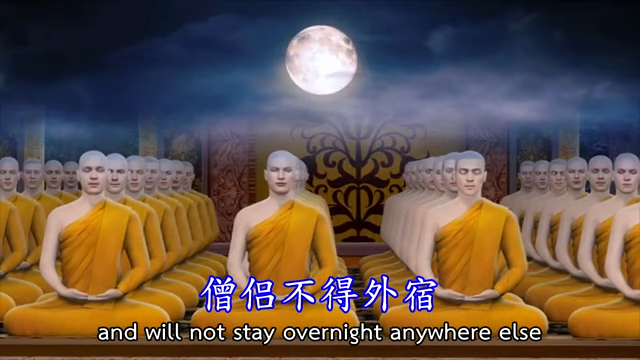 僧侣不得外宿
and will not stay overnight anywhere else